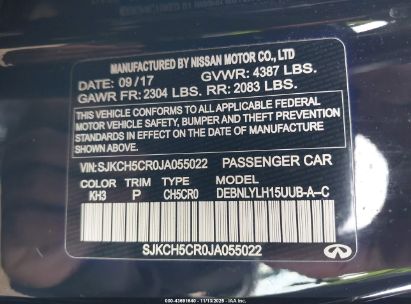 MANUFACTURED BY NISSAN MOTOR CO., LTD
DATE: 09/17 GVWR: 4387 LBS.
GAWR FR: 2304 LBS. RR: 2083 LBS.
THIS VEHICLE CONFORMS TO ALL APPLICABLE FEDERAL
MOTOR VEHICLE SAFETY, BUMPER AND THEFT PREVENTION
STANDARDS IN EFFECT ON THE DATE OF MANUFACTURE
SHOWN ABOVE.
VIN: SJKCH5CR0JA055022 PASSENGER CAR
COLOR TRIM MODEL
KH3 P CH5CR0 DEBNLYLH15UUB-A-C
SJKCH5CR0JA055022
INFINITI